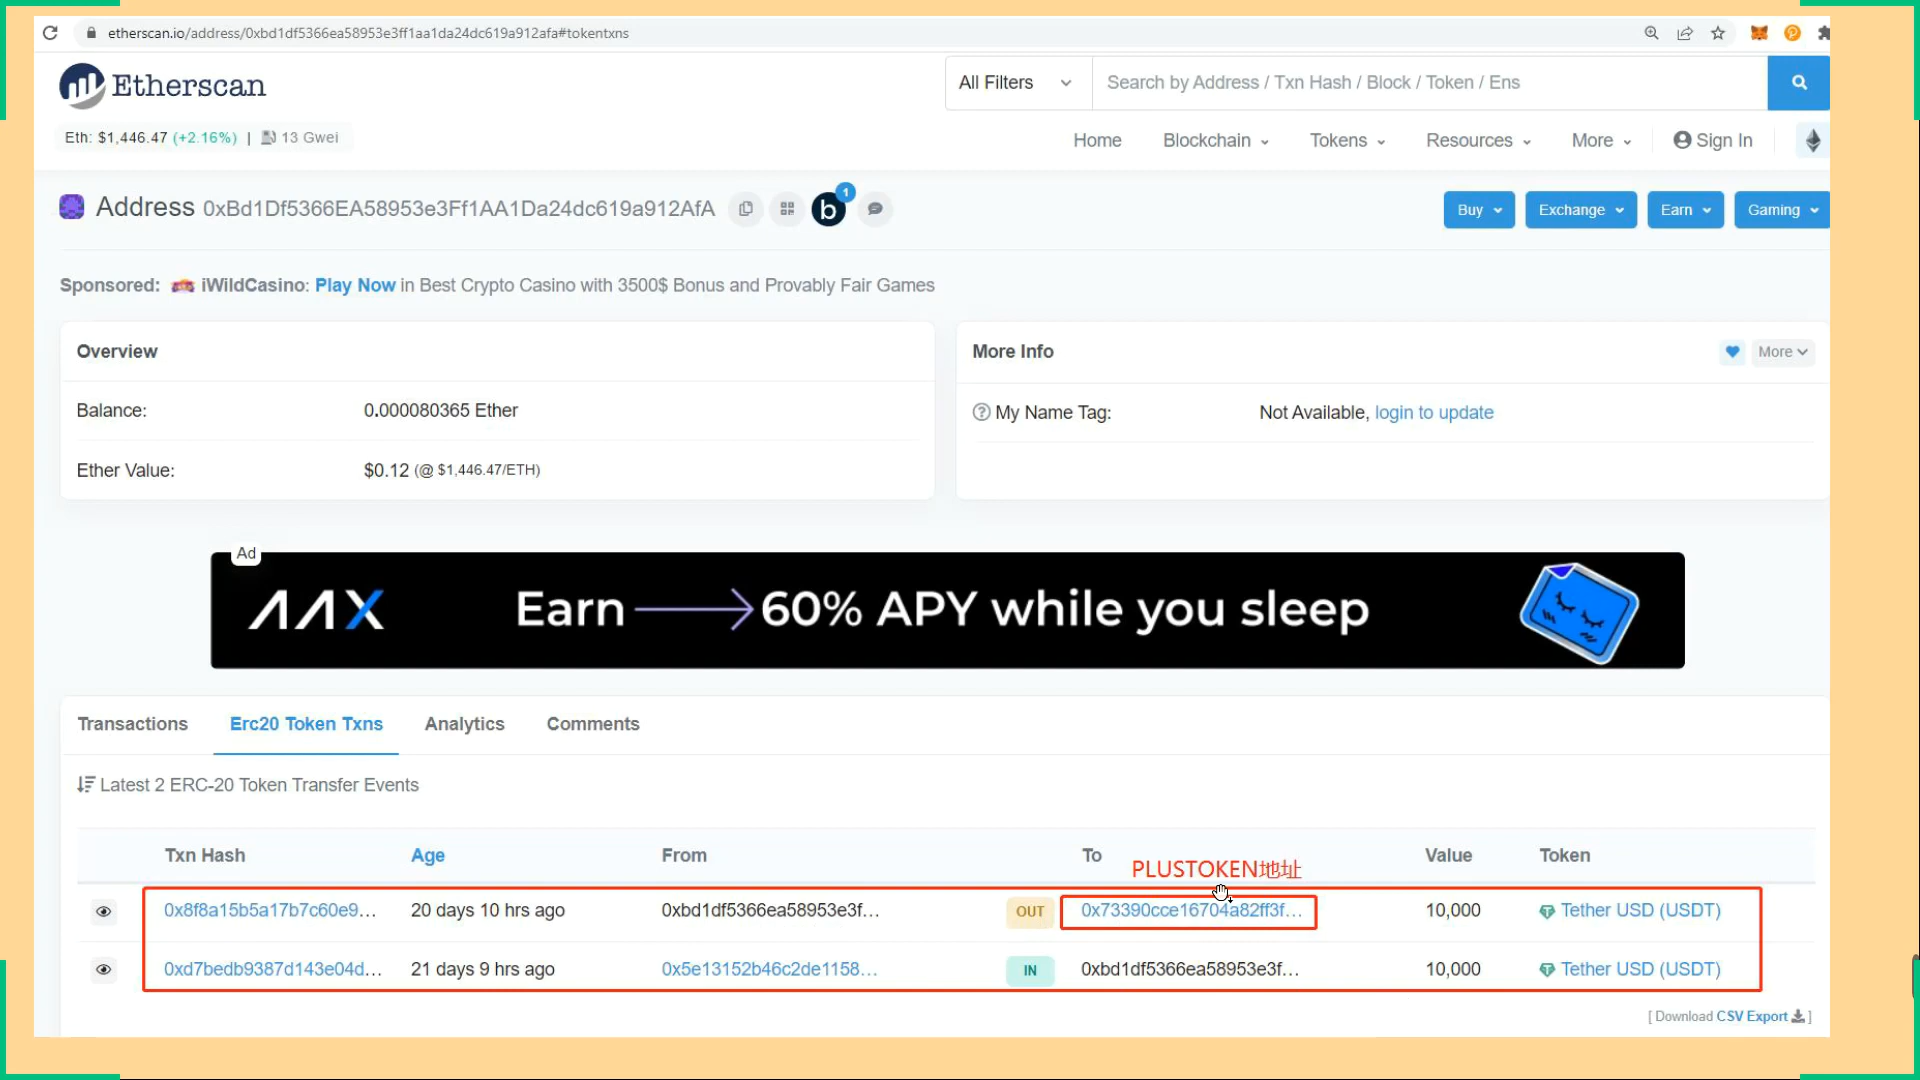 etherscan.io/address/0xbd1df5366ea58953e3ff1aa1da24dc619a912afa#tokentxns
Etherscan
All Filters
Search by Address / Txn Hash / Block / Token / Ens
Eth: $1,446.47 (+2.16%) | 13 Gwei
Home Blockchain Tokens Resources More Sign In
Address 0xBd1Df5366EA58953e3Ff1AA1Da24dc619a912AfA
b 1
Buy Exchange Earn Gaming
Sponsored: iWildCasino: Play Now in Best Crypto Casino with 3500$ Bonus and Provably Fair Games
Overview
Balance: 0.000080365 Ether
Ether Value: $0.12 (@ $1,446.47/ETH)
More Info
More
My Name Tag: Not Available, login to update
Ad
AAX Earn 60% APY while you sleep
Transactions Erc20 Token Txns Analytics Comments
Latest 2 ERC-20 Token Transfer Events
Txn Hash Age From To Value Token
PLUSTOKEN地址
0x8f8a15b5a17b7c60e9... 20 days 10 hrs ago 0xbd1df5366ea58953e3f... OUT 0x73390cce16704a82ff3f... 10,000 Tether USD (USDT)
0xd7bedb9387d143e04d... 21 days 9 hrs ago 0x5e13152b46c2de1158... IN 0xbd1df5366ea58953e3f... 10,000 Tether USD (USDT)
[ Download CSV Export ]